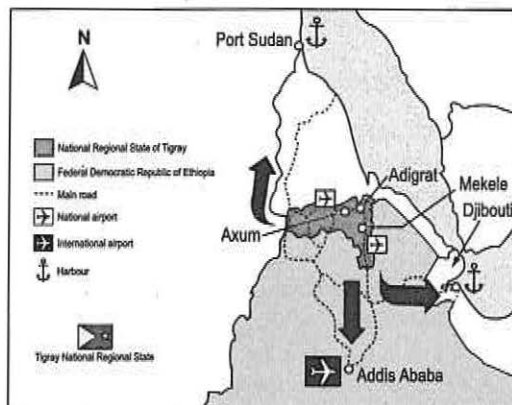 N
Port Sudan
National Regional State of Tigray
Federal Democratic Republic of Ethiopia
Main road
National airport
International airport
Harbour
Tigray National Regional State
Adigrat
Mekele
Djibouti
Axum
Addis Ababa